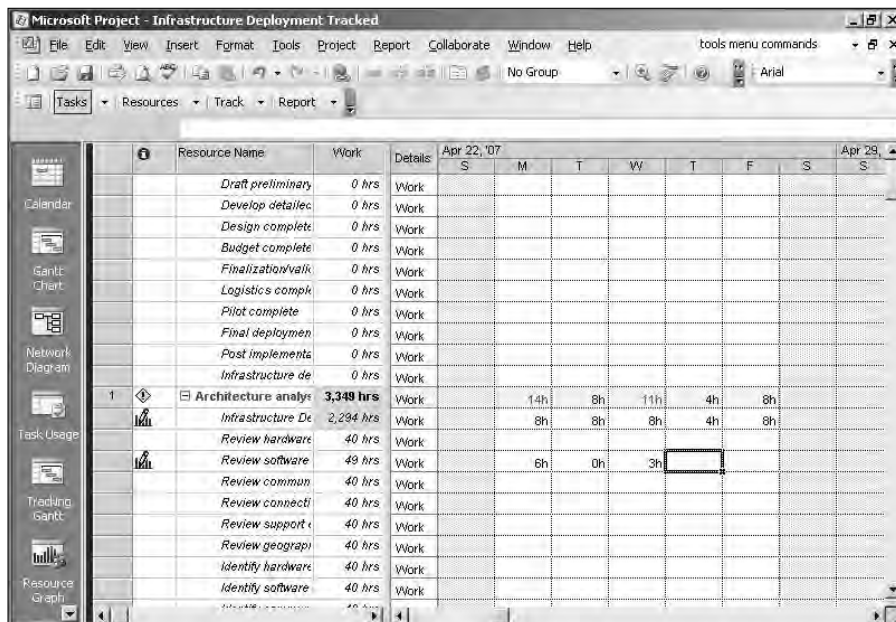 Microsoft Project - Infrastructure Deployment Tracked
File Edit View Insert Format Tools Project Report Collaborate Window Help tools menu commands
No Group Arial
Tasks Resources Track Report
Resource Name Work Details Apr 22, '07 Apr 29,
S M T W T F S S
Draft preliminary 0 hrs Work
Develop detailec 0 hrs Work
Design complete 0 hrs Work
Budget complete 0 hrs Work
Finalization/valk 0 hrs Work
Logistics comple 0 hrs Work
Pilot complete 0 hrs Work
Final deploymen 0 hrs Work
Post implementa 0 hrs Work
Infrastructure de 0 hrs Work
1 Architecture analys 3,349 hrs Work 14h 8h 11h 4h 8h
Infrastructure De 2,294 hrs Work 8h 8h 8h 4h 8h
Review hardware 40 hrs Work
Review software 49 hrs Work 6h 0h 3h
Review commun 40 hrs Work
Review connecti 40 hrs Work
Review support 40 hrs Work
Review geograpi 40 hrs Work
Identify hardware 40 hrs Work
Identify software 40 hrs Work
Calendar
Gantt
Chart
Network
Diagram
Task Usage
Tracking
Gantt
Resource
Graph